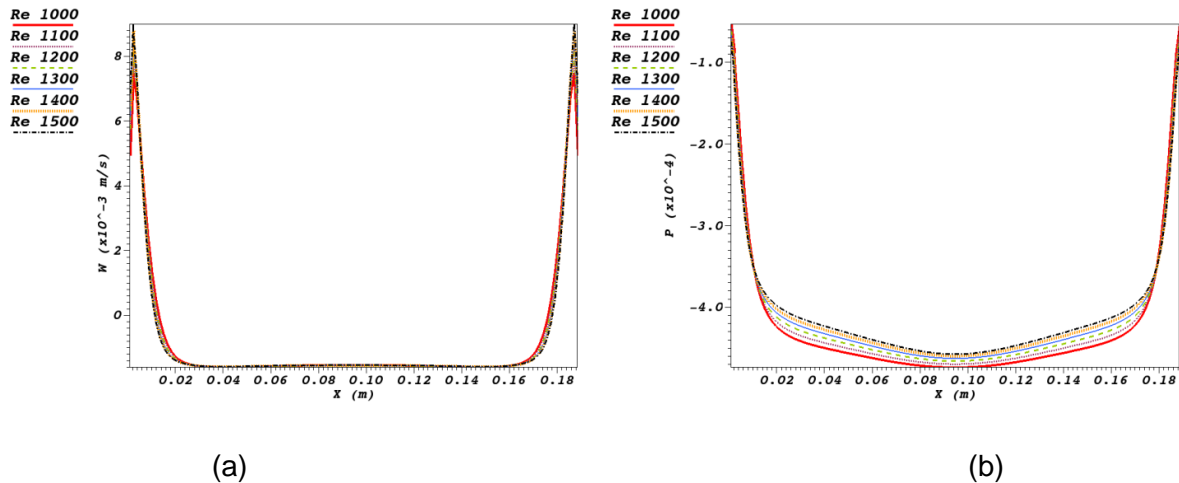 Re 1000
Re 1100
Re 1200
Re 1300
Re 1400
Re 1500
W (x10^-3 m/s)
8
6
4
2
0
0.02 0.04 0.06 0.08 0.10 0.12 0.14 0.16 0.18
X (m)
(a)
Re 1000
Re 1100
Re 1200
Re 1300
Re 1400
Re 1500
P (x10^-4)
-1.0
-2.0
-3.0
-4.0
0.02 0.04 0.06 0.08 0.10 0.12 0.14 0.16 0.18
X (m)
(b)